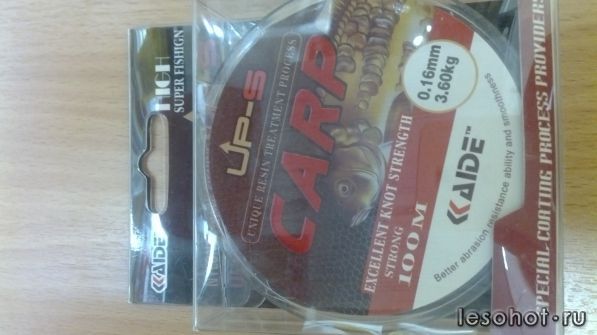 HIGH
SUPER FISHIGN
KAIDE
UP-S
UNIQUE RESIN TREATMENT PROCESS
CARP
EXCELLENT KNOT STRENGTH
STRONG
100M
0.16mm
3.60kg
KAIDE™
Better abrasion resistance ability and smoothness
SPECIAL COATING PROCESS PROVIDERS
lesohot.ru